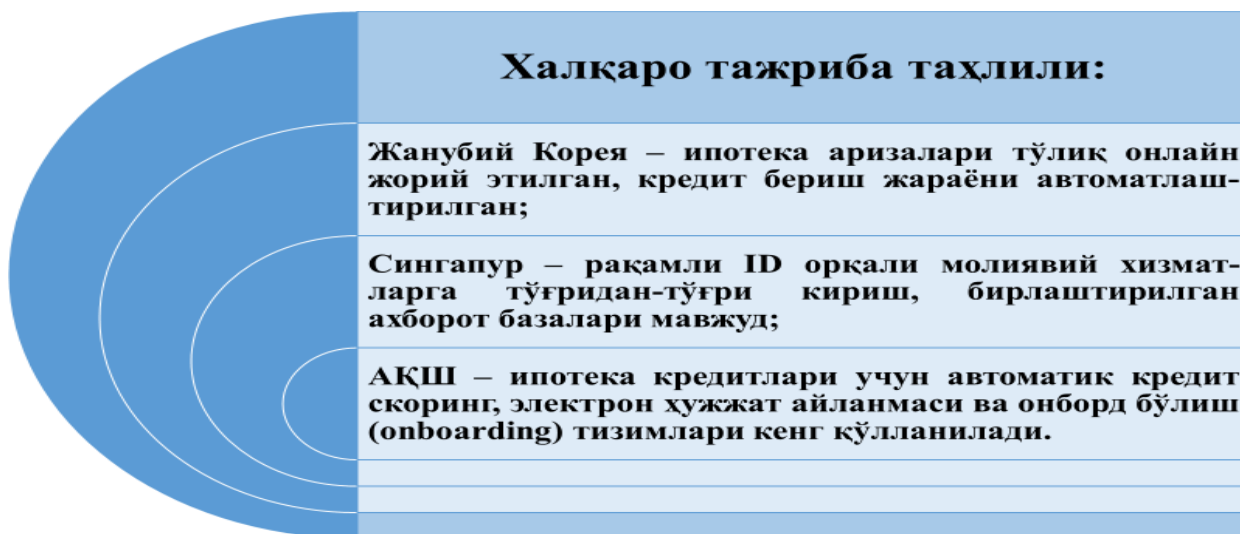 Халқаро тажриба таҳлили:
Жанубий Корея – ипотека аризалари тўлиқ онлайн
жорий этилган, кредит бериш жараёни автоматлаш-
тирилган;
Сингапур – рақамли ID орқали молиявий хизмат-
ларга тўғридан-тўғри кириш, бирлаштирилган
ахборот базалари мавжуд;
АҚШ – ипотека кредитлари учун автоматик кредит
скоринг, электрон ҳужжат айланмаси ва онборд бўлиш
(onboarding) тизимлари кенг қўлланилади.